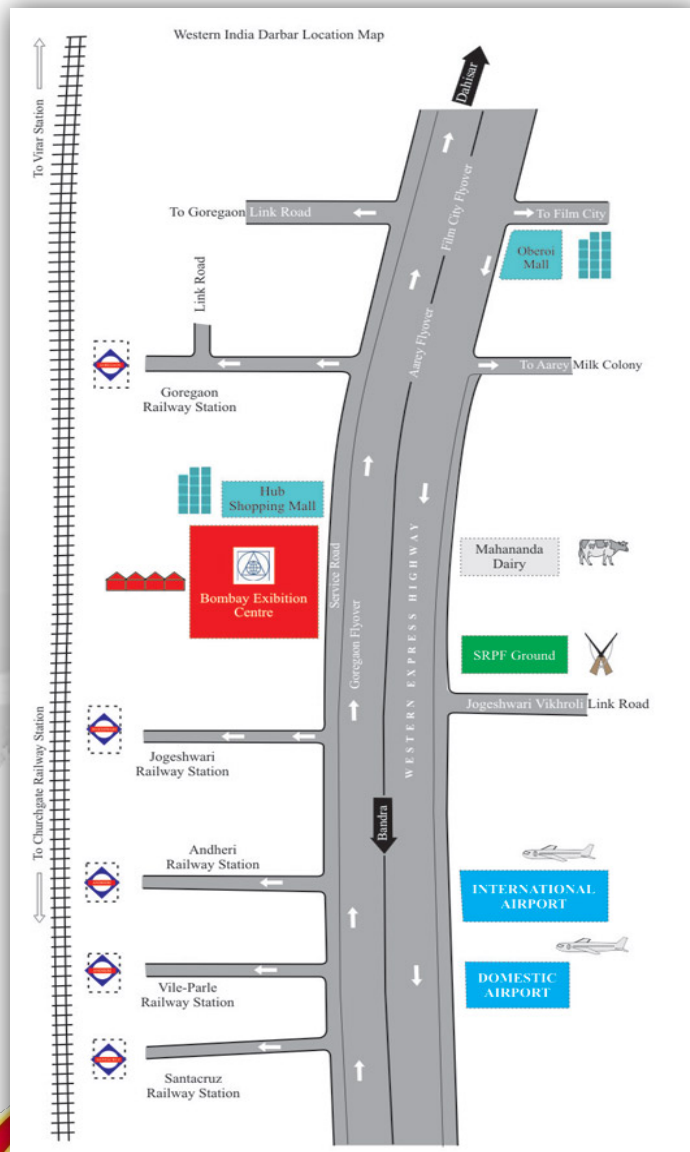 Western India Darbar Location Map
To Virar Station
Dahisar
Film City Flyover
To Goregaon Link Road
To Film City
Oberoi
Mall
Link Road
Aarey Flyover
To Aarey Milk Colony
Goregaon
Railway Station
Hub
Shopping Mall
Mahananda
Dairy
Bombay Exibition
Centre
Service Road
Goregaon Flyover
WESTERN EXPRESS HIGHWAY
SRPF Ground
Jogeshwari Vikhroli Link Road
To Churchgate Railway Station
Jogeshwari
Railway Station
Bandra
Andheri
Railway Station
INTERNATIONAL
AIRPORT
Vile-Parle
Railway Station
DOMESTIC
AIRPORT
Santacruz
Railway Station